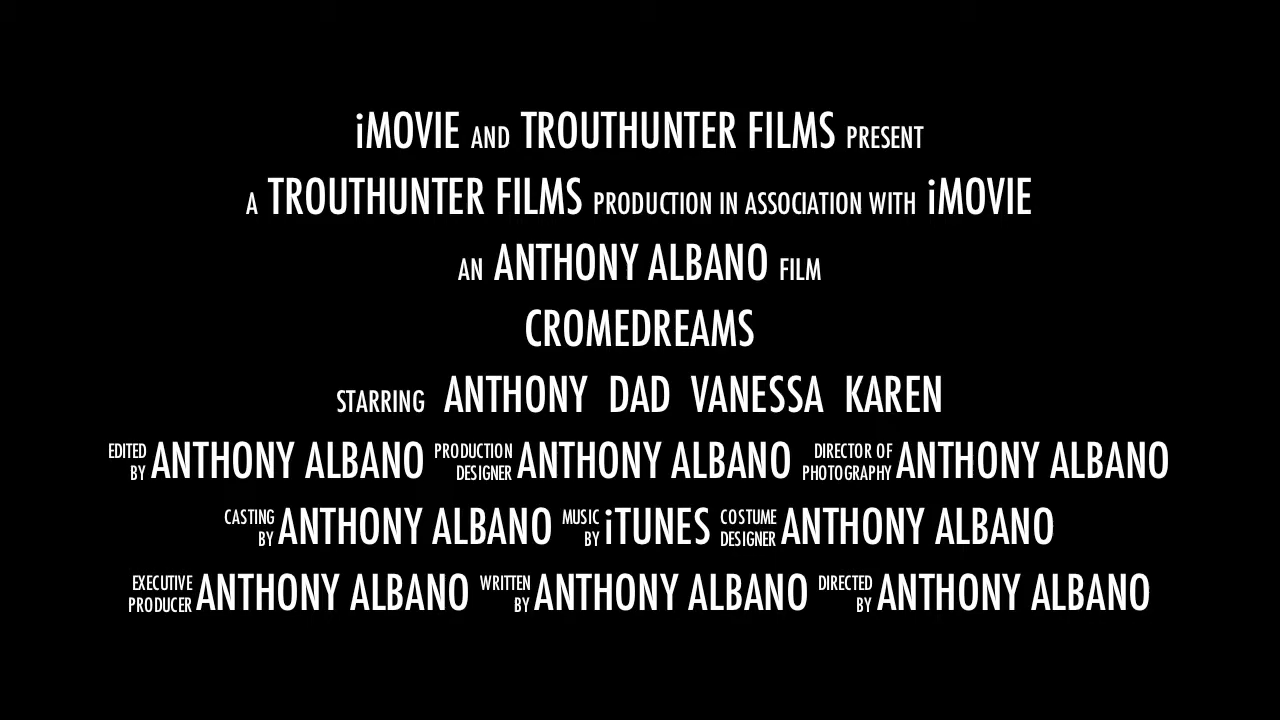 iMOVIE AND TROUTHUNTER FILMS PRESENT
A TROUTHUNTER FILMS PRODUCTION IN ASSOCIATION WITH iMOVIE
AN ANTHONY ALBANO FILM
CROMEDREAMS
STARRING ANTHONY DAD VANESSA KAREN
EDITED BY ANTHONY ALBANO PRODUCTION DESIGNER ANTHONY ALBANO DIRECTOR OF PHOTOGRAPHY ANTHONY ALBANO
CASTING BY ANTHONY ALBANO MUSIC BY iTUNES COSTUME DESIGNER ANTHONY ALBANO
EXECUTIVE PRODUCER ANTHONY ALBANO WRITTEN BY ANTHONY ALBANO DIRECTED BY ANTHONY ALBANO